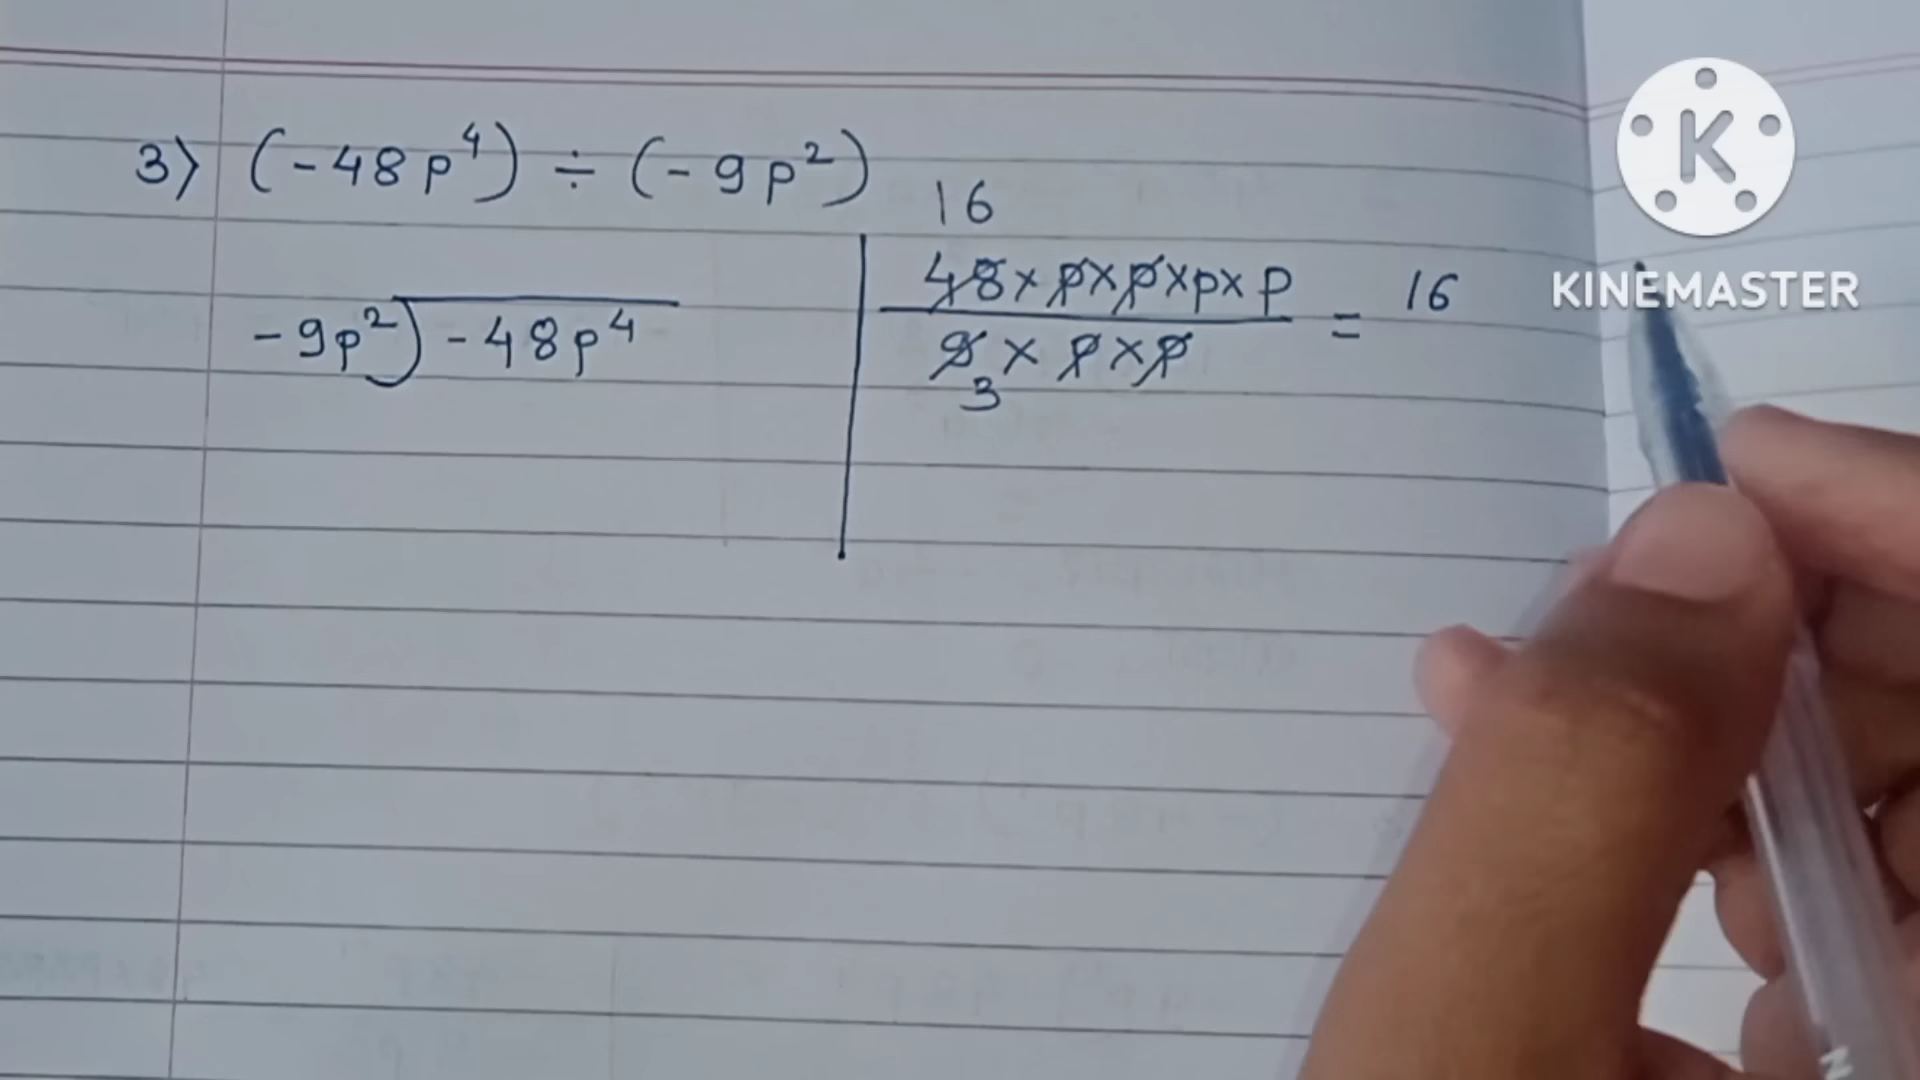 3) (-48p⁴) ÷ (-9p²)
16
48×p×p×p×p = 16
9×p×p
3
-9p²) -48p⁴
K
KINEMASTER